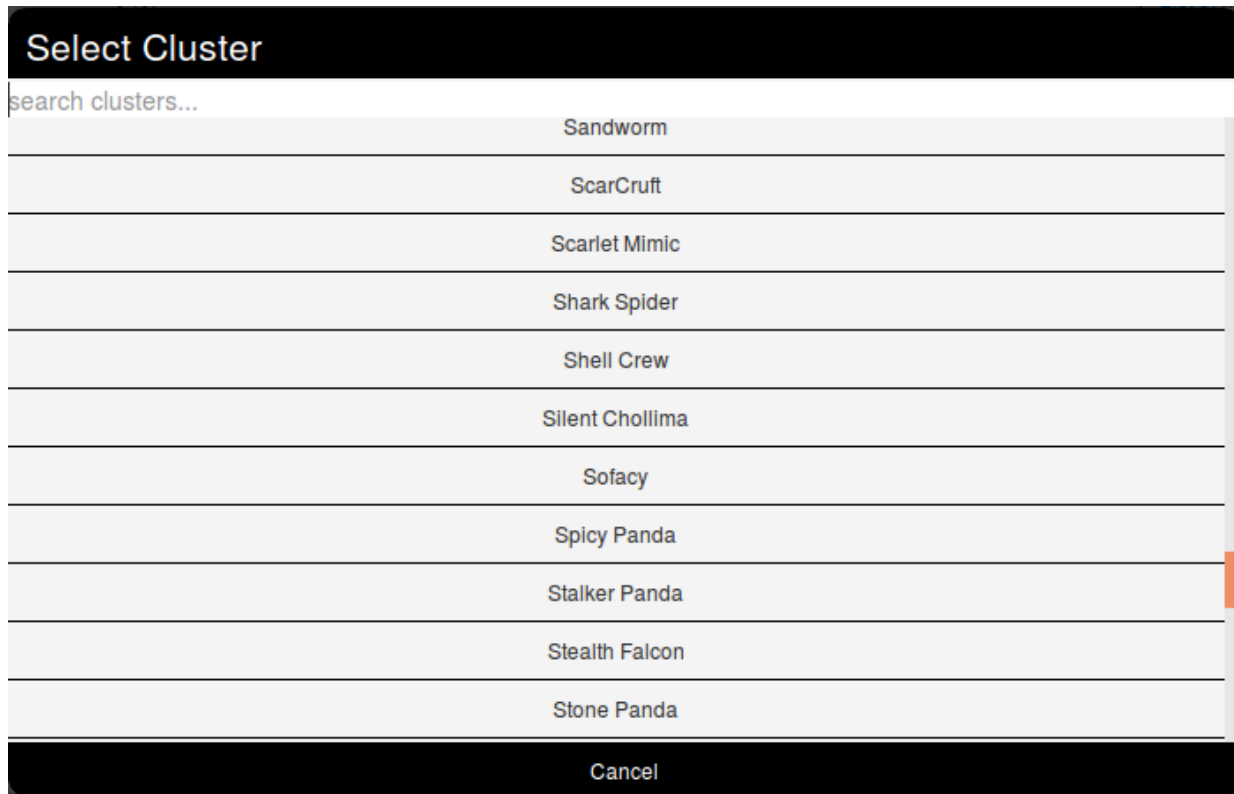 Select Cluster
search clusters...
Sandworm
ScarCruft
Scarlet Mimic
Shark Spider
Shell Crew
Silent Chollima
Sofacy
Spicy Panda
Stalker Panda
Stealth Falcon
Stone Panda
Cancel